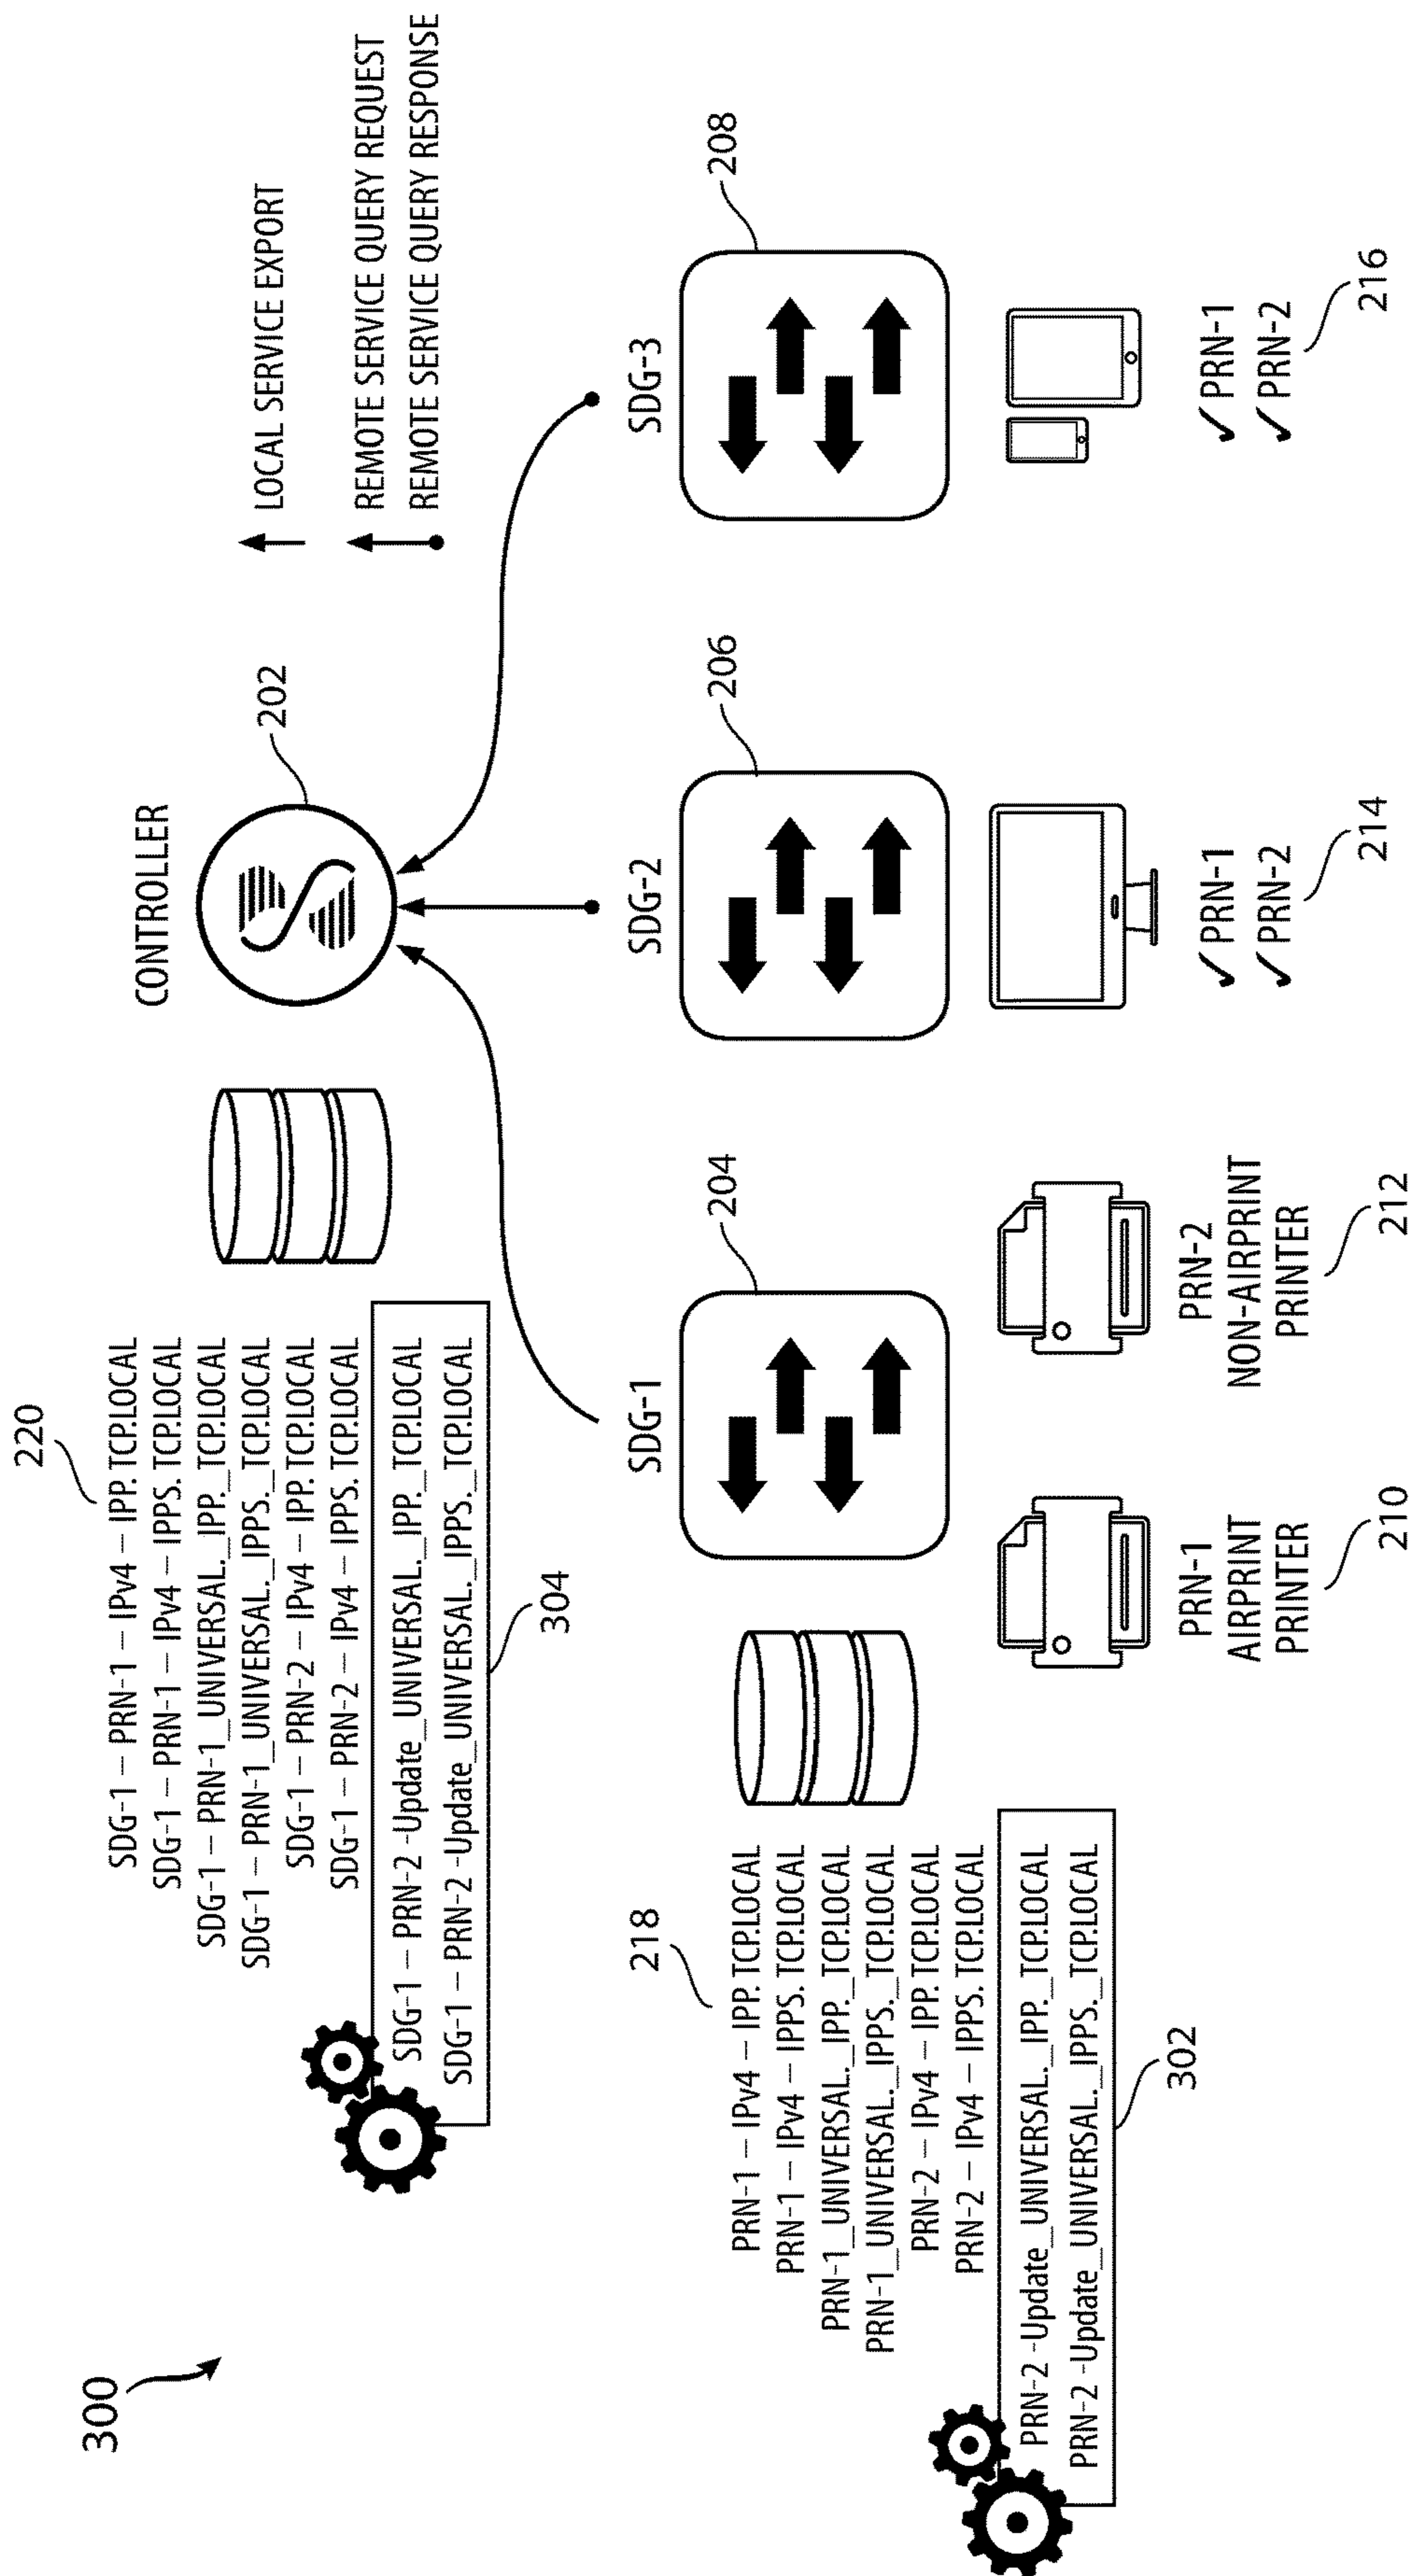 300
220
SDG-1 – PRN-1 – IPv4 – IPP. TCP.LOCAL
SDG-1 – PRN-1 – IPv4 – IPPS. TCP.LOCAL
SDG-1 – PRN-1_UNIVERSAL._IPP._TCP.LOCAL
SDG-1 – PRN-1_UNIVERSAL._IPPS._TCP.LOCAL
SDG-1 – PRN-2 – IPv4 – IPP. TCP.LOCAL
SDG-1 – PRN-2 – IPv4 – IPPS. TCP.LOCAL
SDG-1 – PRN-2 -Update_UNIVERSAL._IPP._TCP.LOCAL
SDG-1 – PRN-2 -Update_UNIVERSAL._IPPS._TCP.LOCAL
304
CONTROLLER
202
LOCAL SERVICE EXPORT
REMOTE SERVICE QUERY REQUEST
REMOTE SERVICE QUERY RESPONSE
218
PRN-1 – IPv4 – IPP. TCP.LOCAL
PRN-1 – IPv4 – IPPS. TCP.LOCAL
PRN-1_UNIVERSAL._IPP._TCP.LOCAL
PRN-1_UNIVERSAL._IPPS._TCP.LOCAL
PRN-2 – IPv4 – IPP. TCP.LOCAL
PRN-2 – IPv4 – IPPS. TCP.LOCAL
PRN-2 -Update_UNIVERSAL._IPP._TCP.LOCAL
PRN-2 -Update_UNIVERSAL._IPPS._TCP.LOCAL
302
SDG-1
204
SDG-2
206
SDG-3
208
PRN-1
AIRPRINT
PRINTER
210
PRN-2
NON-AIRPRINT
PRINTER
212
✓ PRN-1
✓ PRN-2
214
✓ PRN-1
✓ PRN-2
216